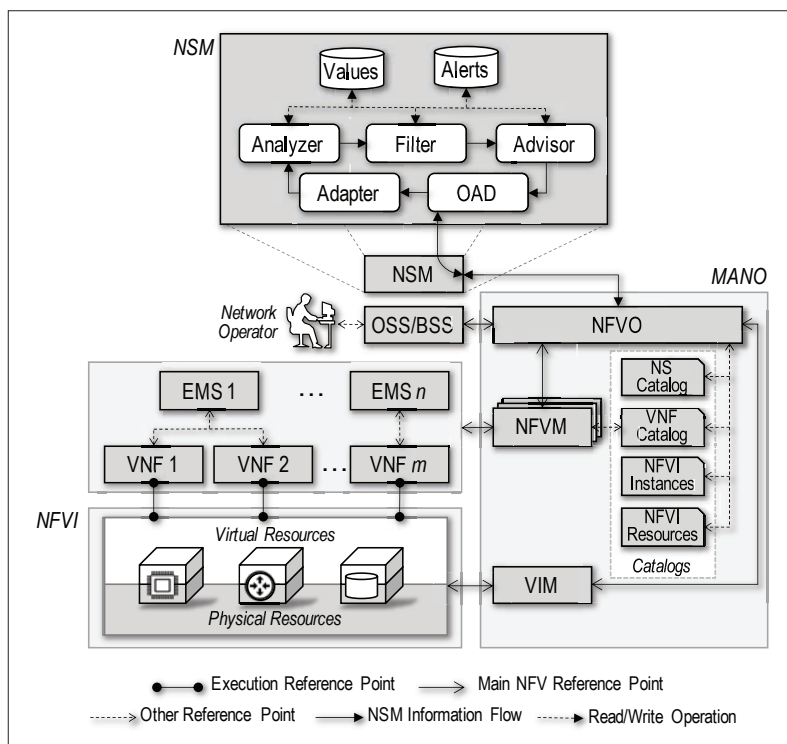 NSM
Values
Alerts
Analyzer
Filter
Advisor
Adapter
OAD
NSM
MANO
Network
Operator
OSS/BSS
NFVO
EMS 1
...
EMS n
NFVM
NS
Catalog
VNF
Catalog
VNF 1
VNF 2
...
VNF m
NFVI
Instances
NFVI
Resources
Catalogs
NFVI
Virtual Resources
Physical Resources
VIM
Execution Reference Point
Main NFV Reference Point
Other Reference Point
NSM Information Flow
Read/Write Operation